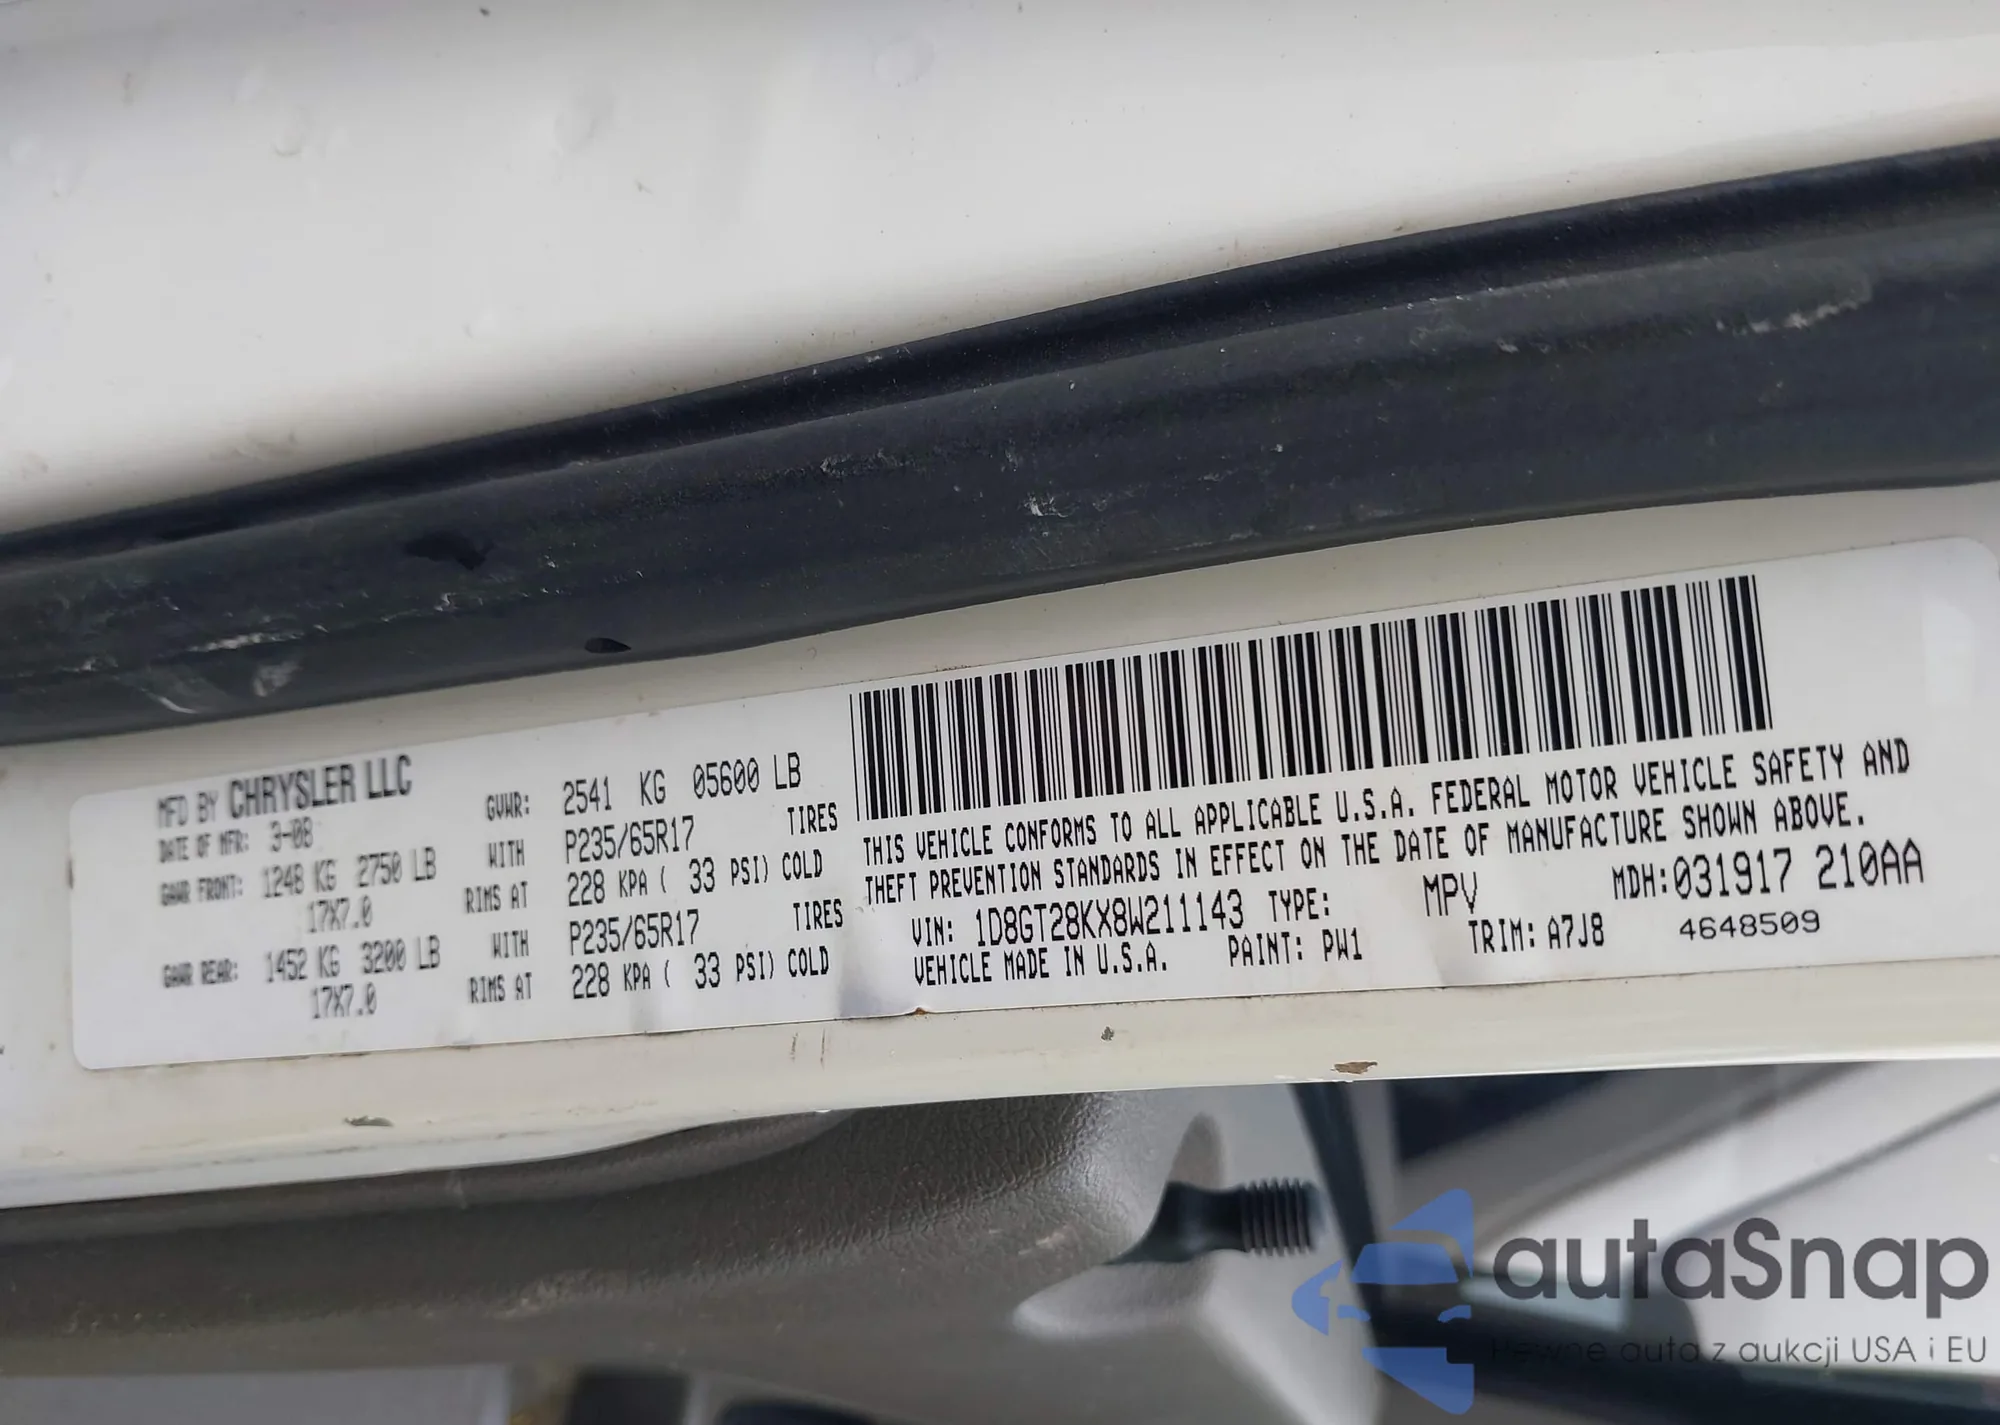 MFD BY CHRYSLER LLC
DATE OF MFR: 3-08
GVWR: 2541 KG 05600 LB
GAWR FRONT: 1248 KG 2750 LB
WITH P235/65R17 TIRES
17X7.0
RIMS AT 228 KPA ( 33 PSI) COLD
GAWR REAR: 1452 KG 3200 LB
WITH P235/65R17 TIRES
17X7.0
RIMS AT 228 KPA ( 33 PSI) COLD
THIS VEHICLE CONFORMS TO ALL APPLICABLE U.S.A. FEDERAL MOTOR VEHICLE SAFETY AND
THEFT PREVENTION STANDARDS IN EFFECT ON THE DATE OF MANUFACTURE SHOWN ABOVE.
VIN: 1D8GT28KX8W211143 TYPE: MPV MDH:031917 210AA
VEHICLE MADE IN U.S.A. PAINT: PW1 TRIM: A7J8 4648509
autaSnap
Pewne auta z aukcji USA i EU